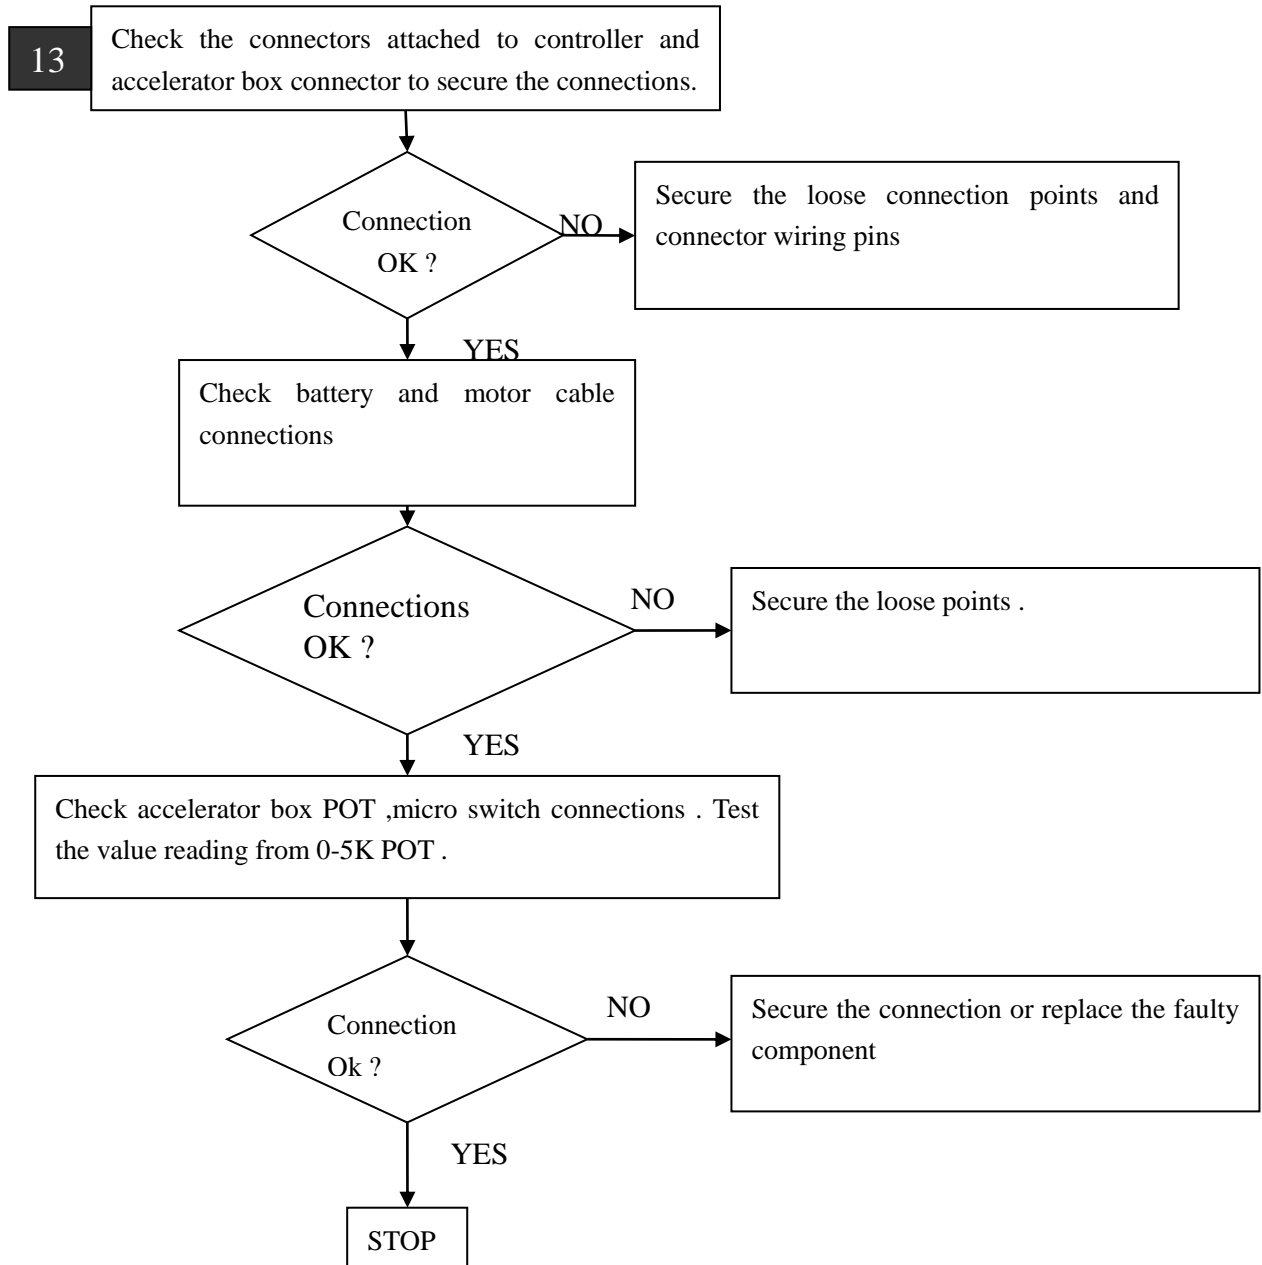 13
Check the connectors attached to controller and
accelerator box connector to secure the connections.
Connection
OK ?
NO
Secure the loose connection points and
connector wiring pins
YES
Check battery and motor cable
connections
Connections
OK ?
NO
Secure the loose points .
YES
Check accelerator box POT ,micro switch connections . Test
the value reading from 0-5K POT .
Connection
Ok ?
NO
Secure the connection or replace the faulty
component
YES
STOP